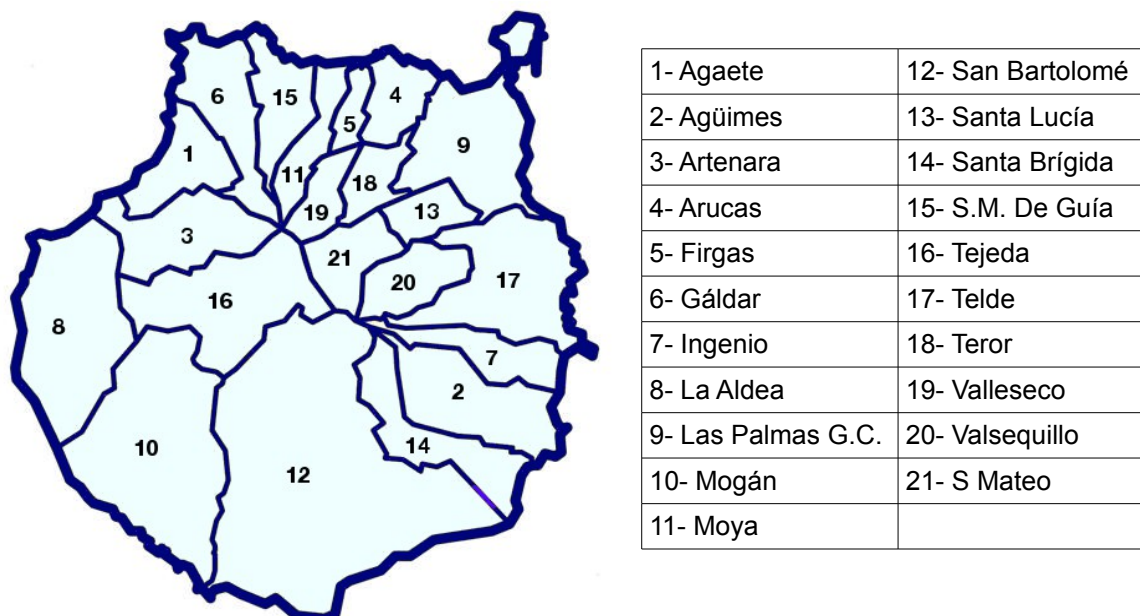 6
15
4
5
9
1
11
18
19
13
3
21
20
17
16
8
7
2
10
14
12
1- Agaete 12- San Bartolomé
2- Agüimes 13- Santa Lucía
3- Artenara 14- Santa Brígida
4- Arucas 15- S.M. De Guía
5- Firgas 16- Tejeda
6- Gáldar 17- Telde
7- Ingenio 18- Teror
8- La Aldea 19- Valleseco
9- Las Palmas G.C. 20- Valsequillo
10- Mogán 21- S Mateo
11- Moya